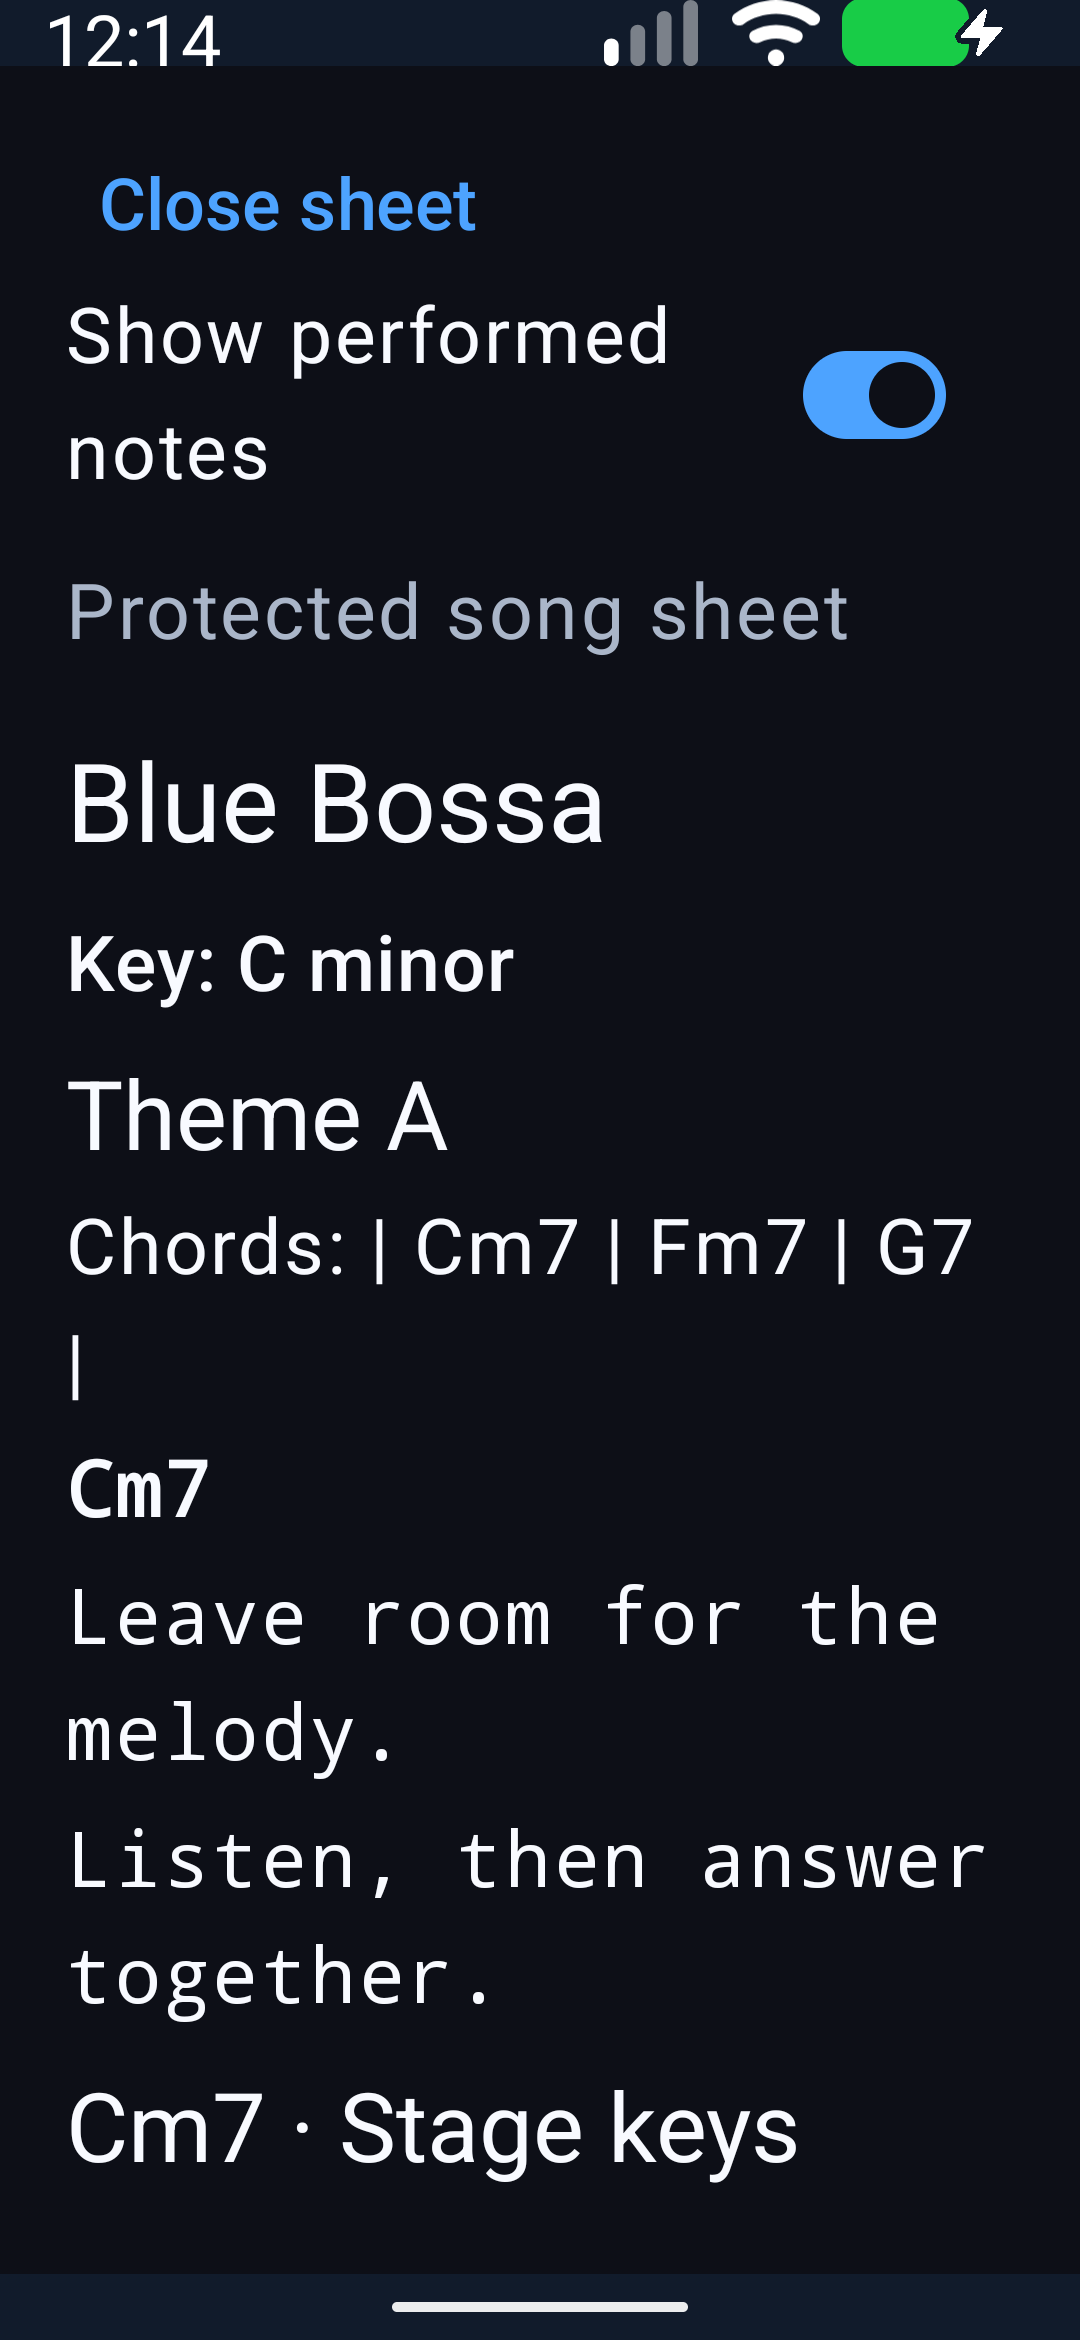 12:14
Close sheet
Show performed
notes
Protected song sheet
Blue Bossa
Key: C minor
Theme A
Chords: | Cm7 | Fm7 | G7
|
Cm7
Leave room for the
melody.
Listen, then answer
together.
Cm7 · Stage keys